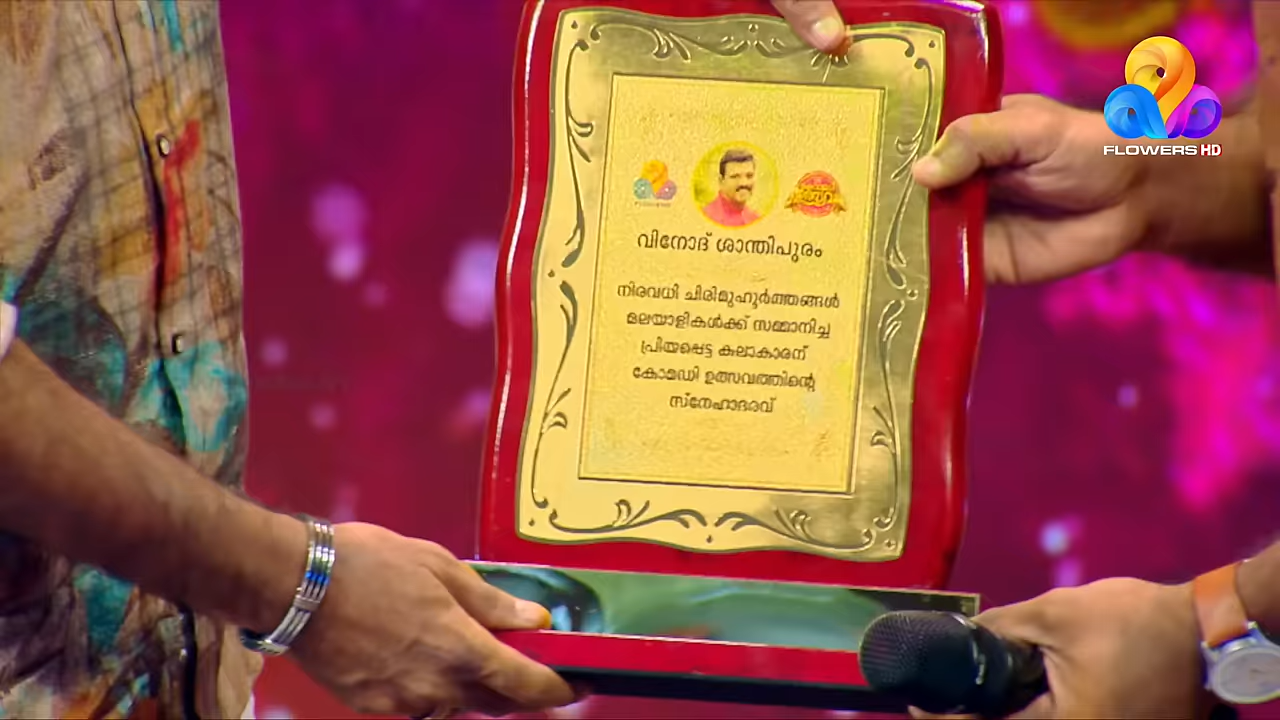 FLOWERS HD
വിനോദ് ശാന്തിപുരം
നിരവധി ചിരിമുഹൂർത്തങ്ങൾ
മലയാളികൾക്ക് സമ്മാനിച്ച
പ്രിയപ്പെട്ട കലാകാരന്
കോമഡി ഉത്സവത്തിന്റെ
സ്നേഹാദരവ്